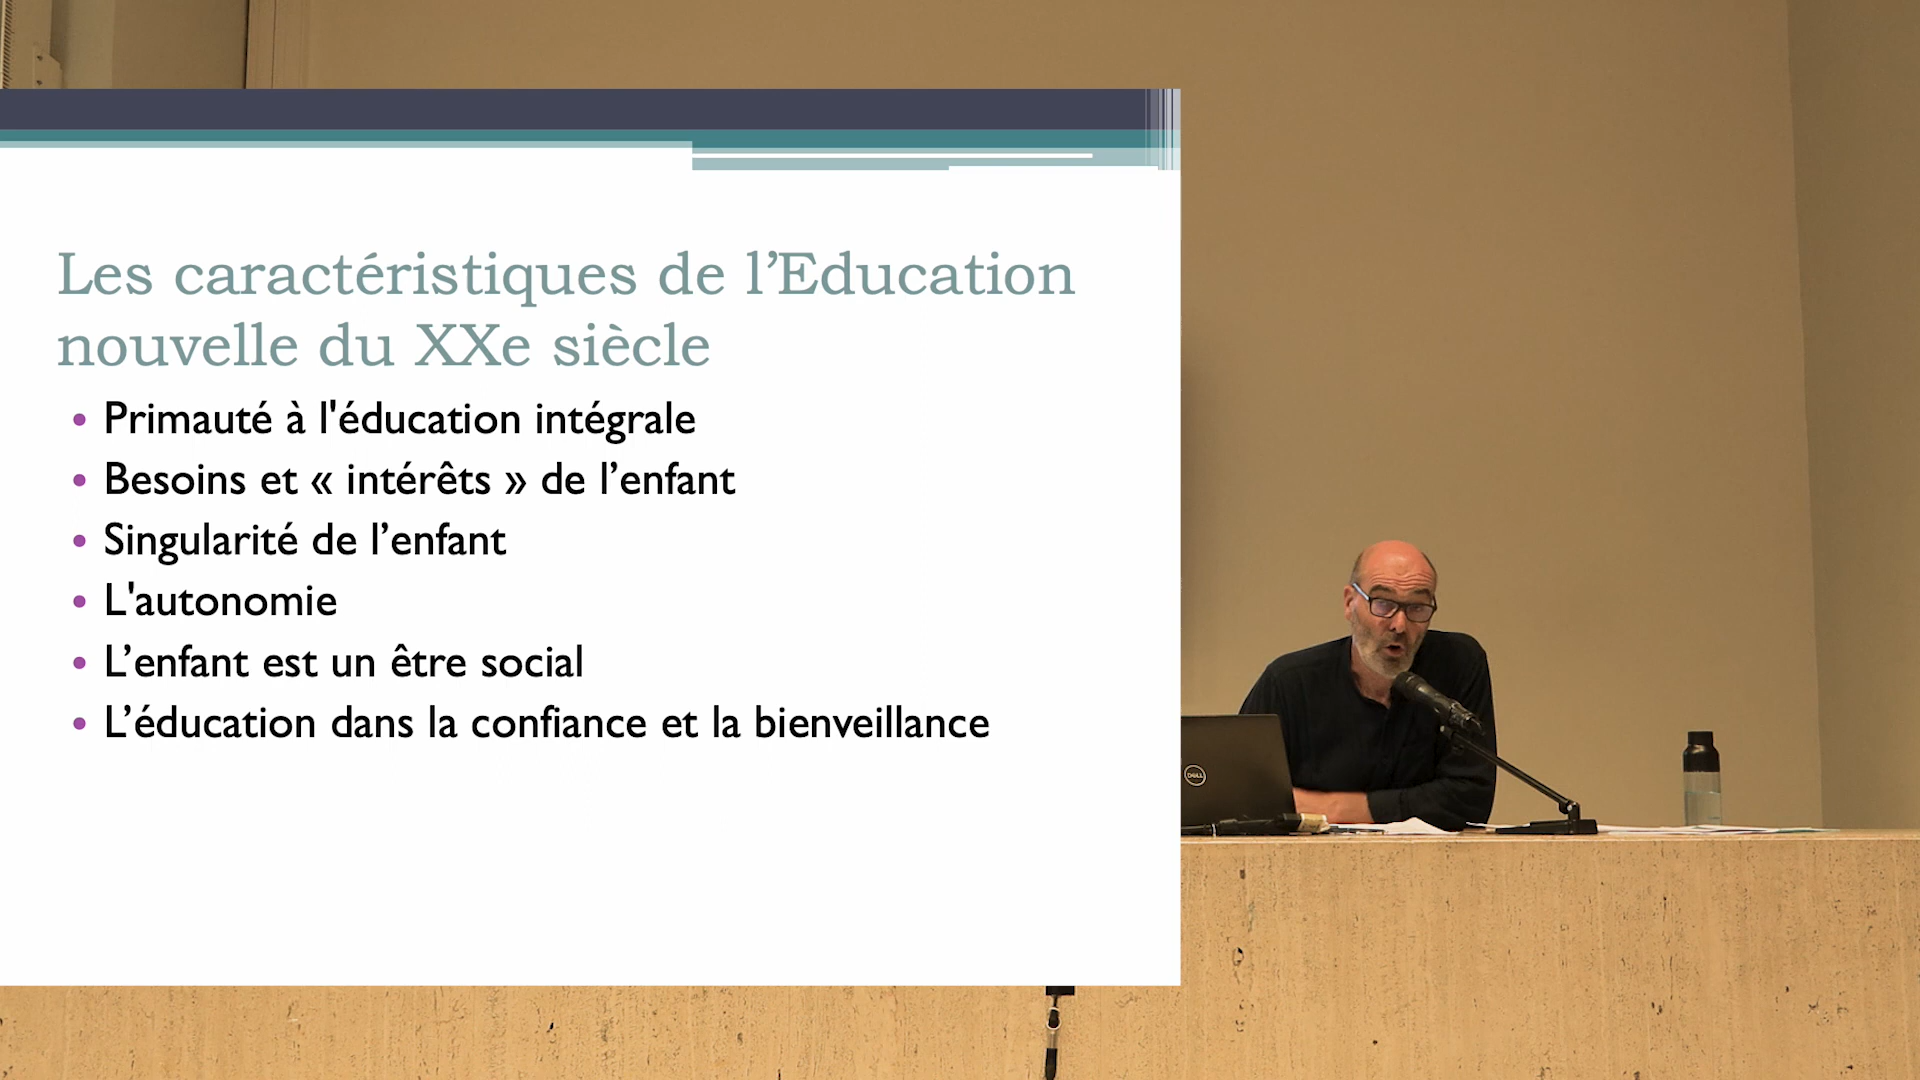 Les caractéristiques de l’Education
nouvelle du XXe siècle
• Primauté à l'éducation intégrale
• Besoins et « intérêts » de l’enfant
• Singularité de l’enfant
• L'autonomie
• L’enfant est un être social
• L’éducation dans la confiance et la bienveillance
DELL